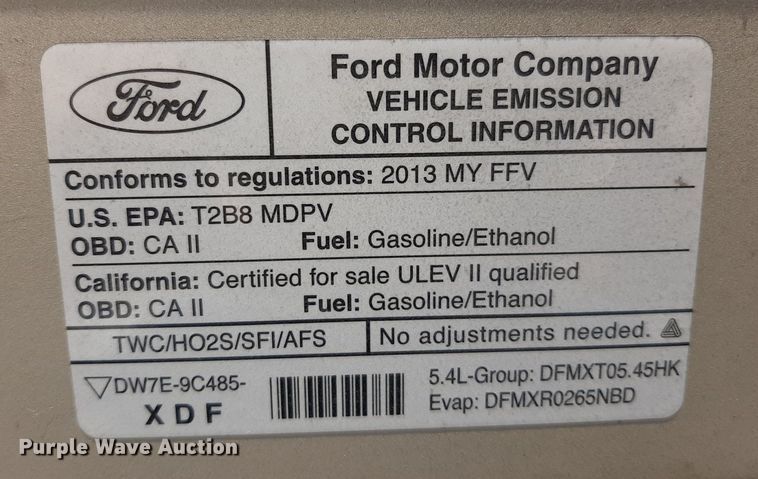 Ford
Ford Motor Company
VEHICLE EMISSION
CONTROL INFORMATION
Conforms to regulations: 2013 MY FFV
U.S. EPA: T2B8 MDPV
OBD: CA II Fuel: Gasoline/Ethanol
California: Certified for sale ULEV II qualified
OBD: CA II Fuel: Gasoline/Ethanol
TWC/HO2S/SFI/AFS
No adjustments needed.
DW7E-9C485-
XDF
5.4L-Group: DFMXT05.45HK
Evap: DFMXR0265NBD
Purple Wave Auction